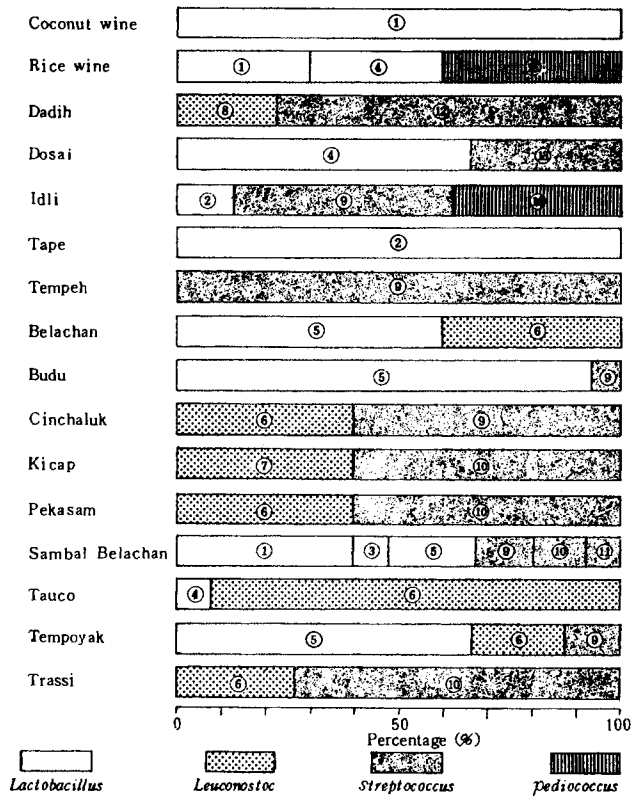 Coconut wine ①
Rice wine ① ④
Dadih ⑧
Dosai ④
Idli ② ⑨
Tape ②
Tempeh ⑨
Belachan ⑤ ⑥
Budu ⑤ ⑨
Cinchaluk ⑥ ⑨
Kicap ⑦ ⑩
Pekasam ⑥ ⑩
Sambal Belachan ① ③ ⑤ ⑨ ⑩ ⑪
Tauco ④ ⑥
Tempoyak ⑤ ⑥ ⑨
Trassi ⑥ ⑩
0 50 100
Percentage (%)
Lactobacillus Leuconostoc Streptococcus pediococcus